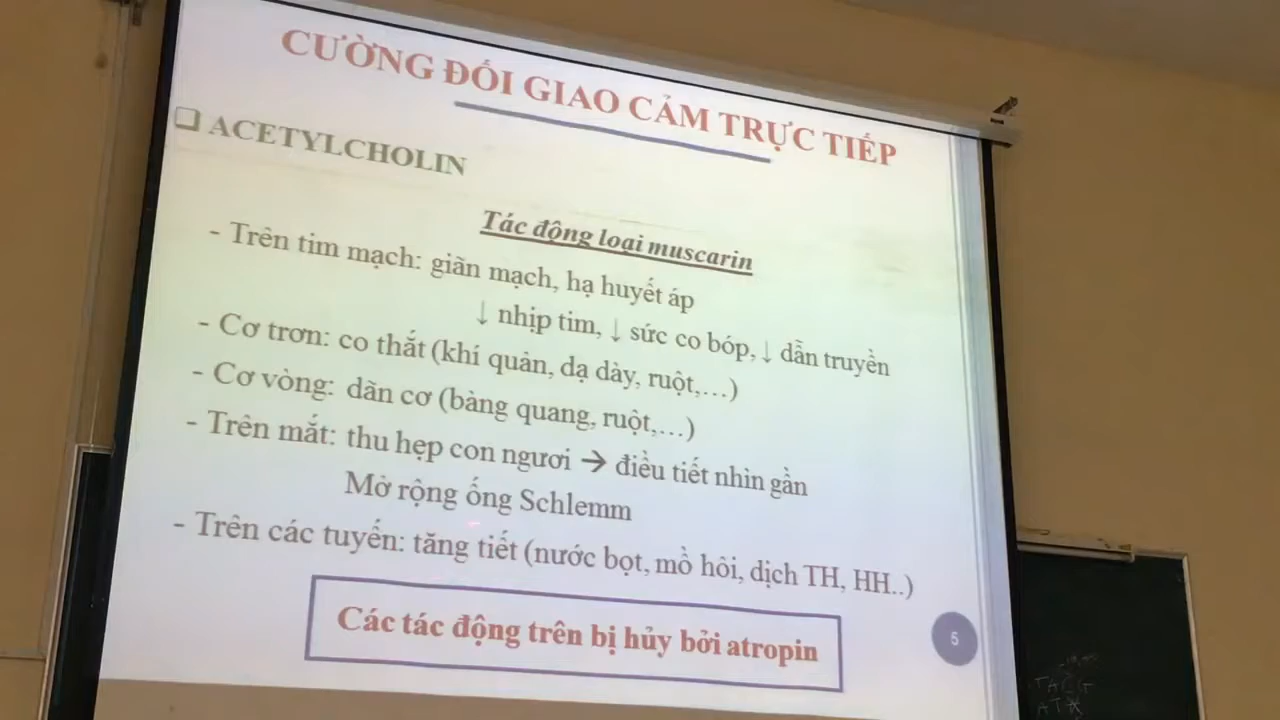 CƯỜNG ĐỐI GIAO CẢM TRỰC TIẾP
❑ ACETYLCHOLIN
Tác động loại muscarin
- Trên tim mạch: giãn mạch, hạ huyết áp
↓ nhịp tim, ↓ sức co bóp, ↓ dẫn truyền
- Cơ trơn: co thắt (khí quản, dạ dày, ruột,…)
- Cơ vòng: dãn cơ (bàng quang, ruột,…)
- Trên mắt: thu hẹp con ngươi → điều tiết nhìn gần
Mở rộng ống Schlemm
- Trên các tuyến: tăng tiết (nước bọt, mồ hôi, dịch TH, HH..)
Các tác động trên bị hủy bởi atropin
5